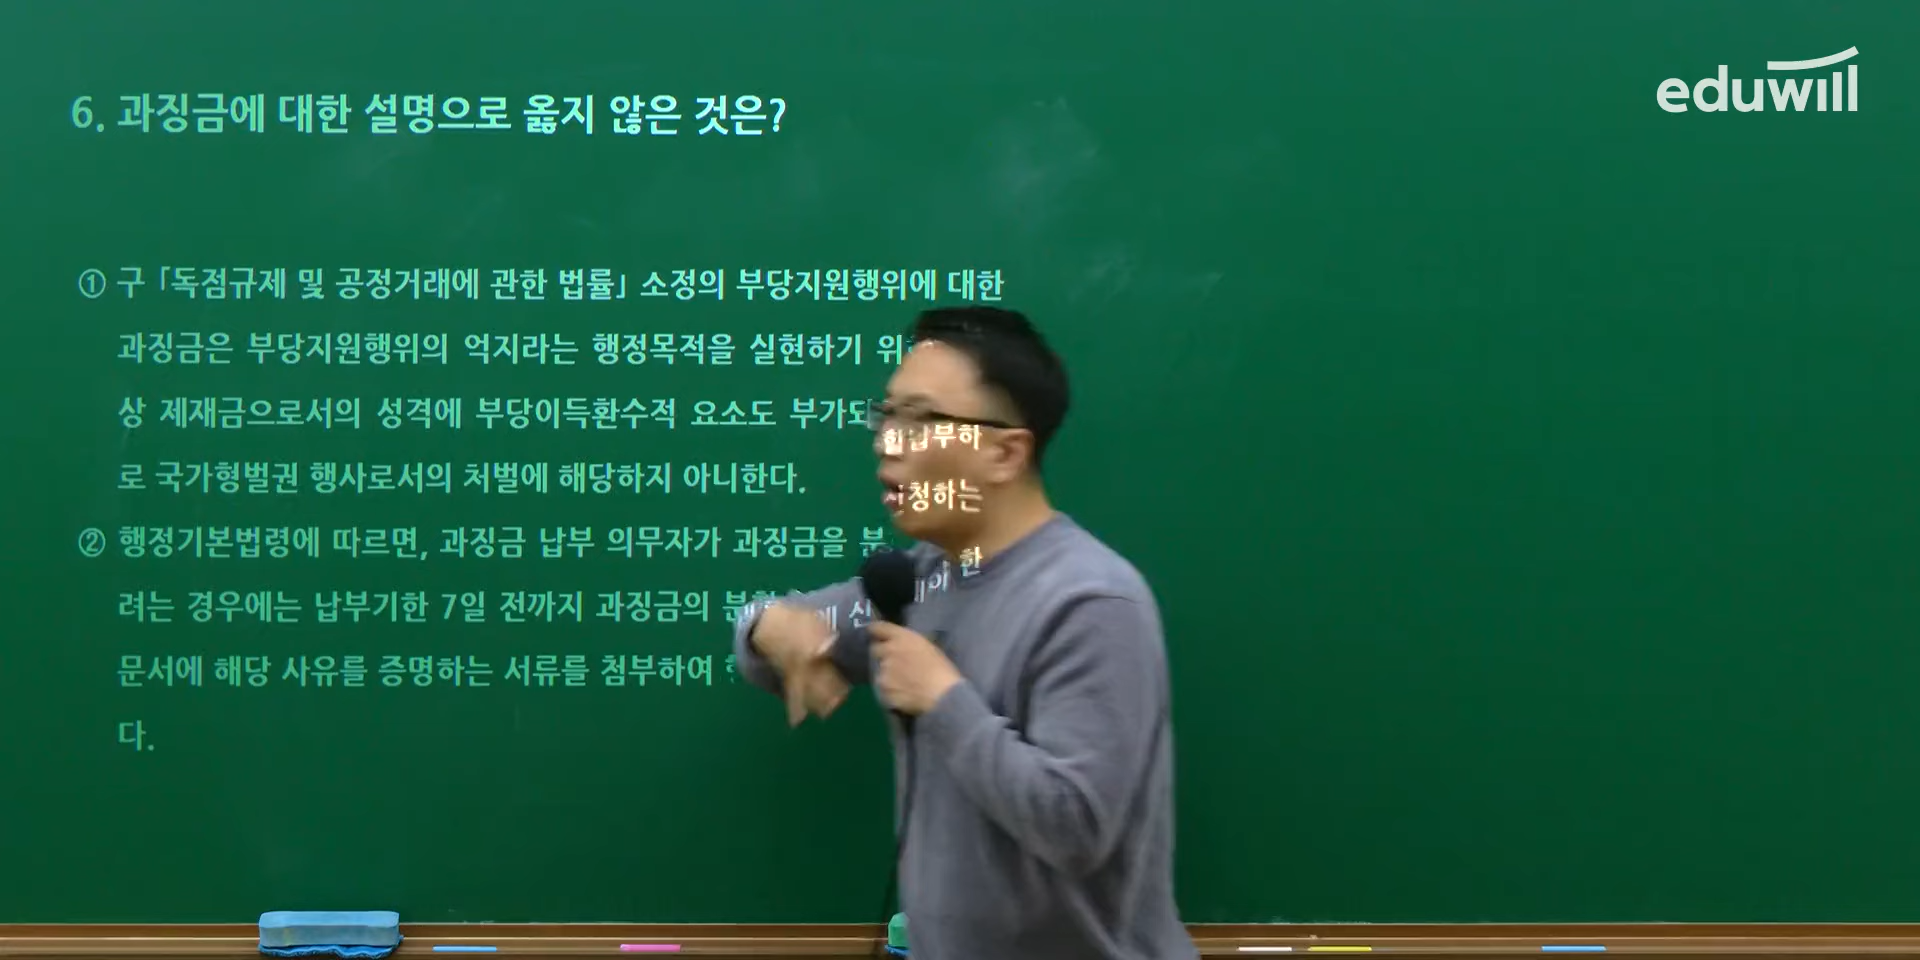 eduwill
6. 과징금에 대한 설명으로 옳지 않은 것은?
① 구 「독점규제 및 공정거래에 관한 법률」 소정의 부당지원행위에 대한
과징금은 부당지원행위의 억지라는 행정목적을 실현하기
상 제재금으로서의 성격에 부당이득환수적 요소도
로 국가형벌권 행사로서의 처벌에 해당하지 아니한다.
② 행정기본법령에 따르면, 과징금 납부 의무자가 과징금을 분할납부하
려는 경우에는 납부기한 7일 전까지 과징금의 신청하는
문서에 해당 사유를 증명하는 서류를 첨부하여 한
다.